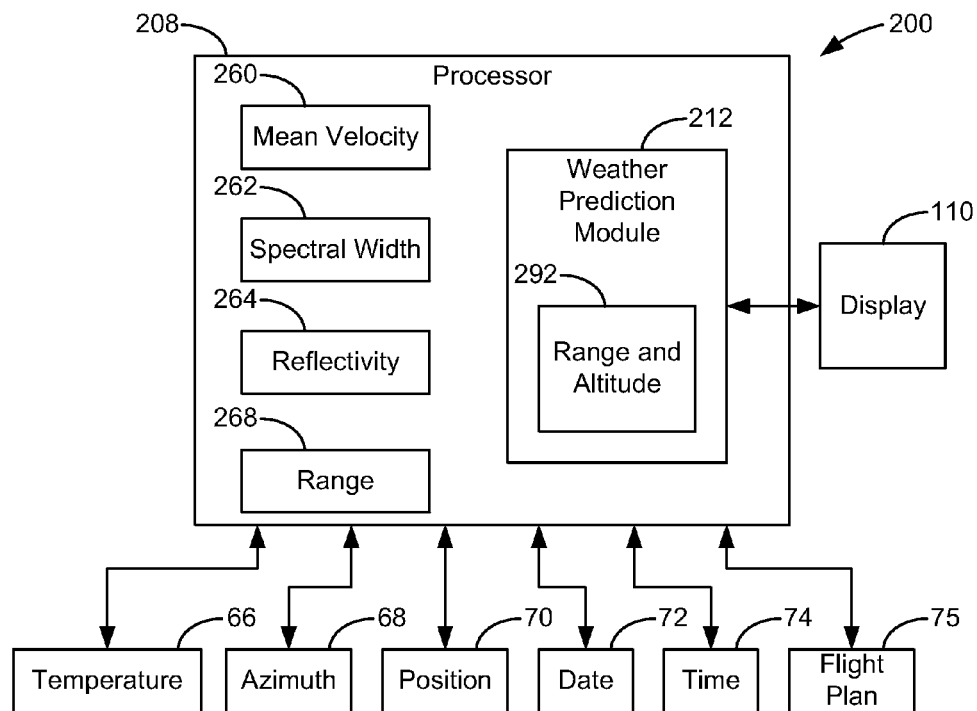 208
200
Processor
260
Mean Velocity
212
Weather
Prediction
Module
262
Spectral Width
110
Display
264
Reflectivity
292
Range and
Altitude
268
Range
66
Temperature
68
Azimuth
70
Position
72
Date
74
Time
75
Flight
Plan